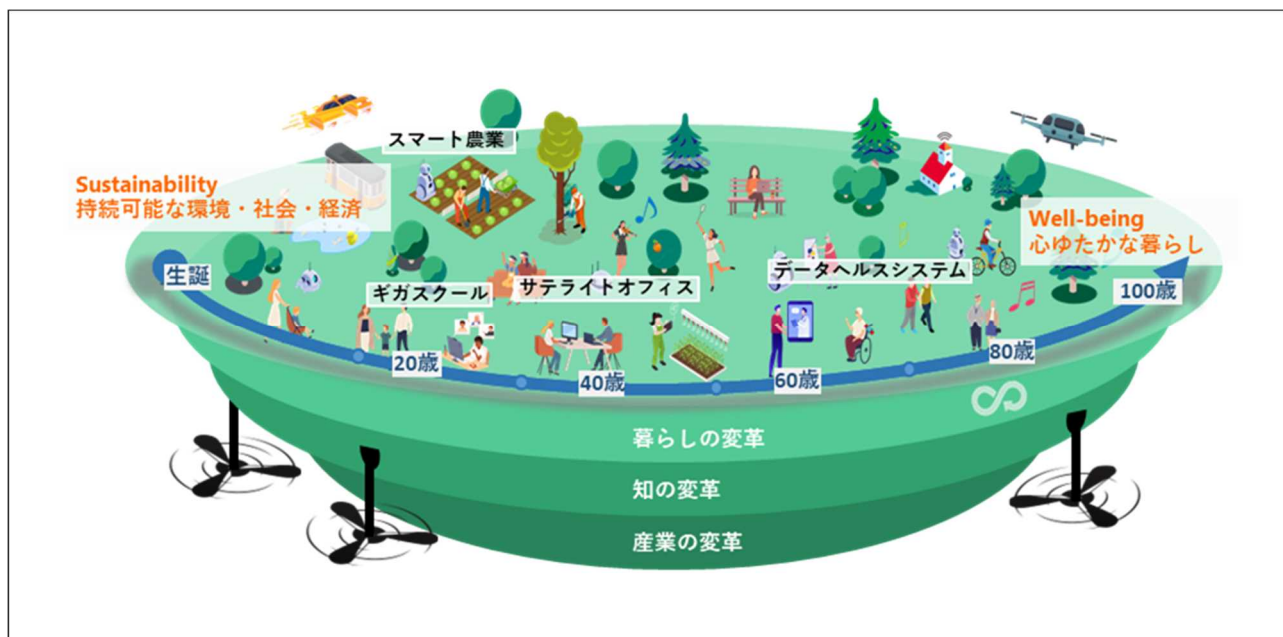 スマート農業
Sustainability
持続可能な環境・社会・経済
Well-being
心ゆたかな暮らし
生誕
ギガスクール
サテライトオフィス
データヘルスシステム
100歳
20歳
40歳
60歳
80歳
暮らしの変革
知の変革
産業の変革